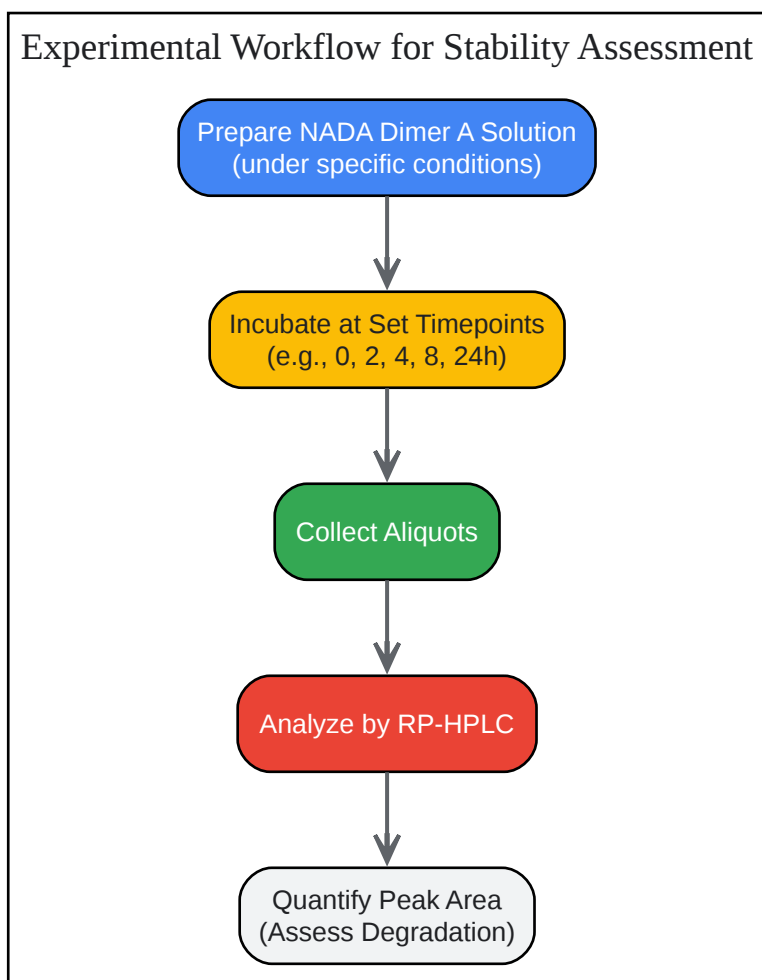 Experimental Workflow for Stability Assessment
Prepare NADA Dimer A Solution
(under specific conditions)
Incubate at Set Timepoints
(e.g., 0, 2, 4, 8, 24h)
Collect Aliquots
Analyze by RP-HPLC
Quantify Peak Area
(Assess Degradation)